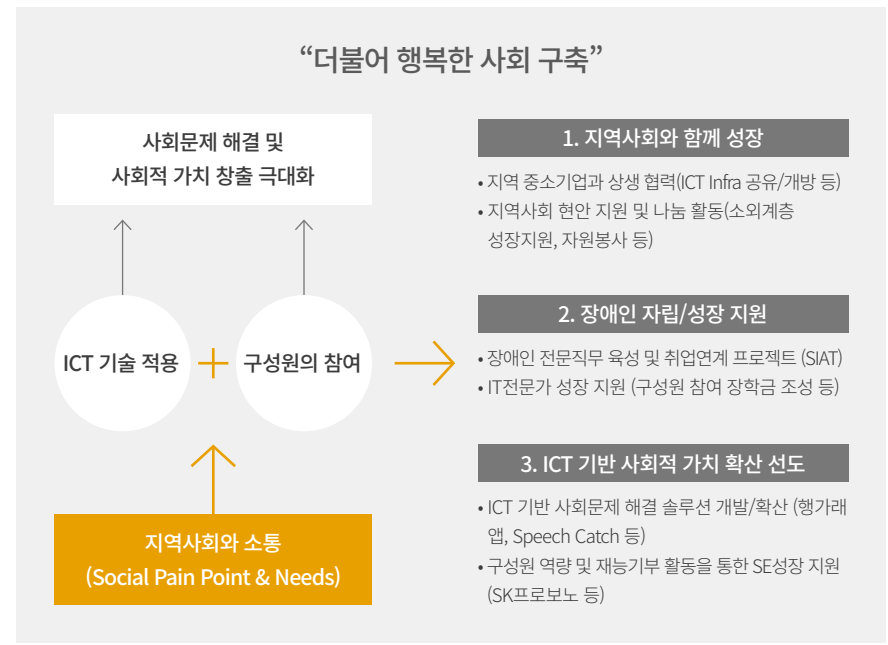 “더불어 행복한 사회 구축”
사회문제 해결 및
사회적 가치 창출 극대화
ICT 기술 적용
구성원의 참여
지역사회와 소통
(Social Pain Point & Needs)
1. 지역사회와 함께 성장
• 지역 중소기업과 상생 협력(ICT Infra 공유/개방 등)
• 지역사회 현안 지원 및 나눔 활동(소외계층
성장지원, 자원봉사 등)
2. 장애인 자립/성장 지원
• 장애인 전문직무 육성 및 취업연계 프로젝트 (SIAT)
• IT전문가 성장 지원 (구성원 참여 장학금 조성 등)
3. ICT 기반 사회적 가치 확산 선도
• ICT 기반 사회문제 해결 솔루션 개발/확산 (행가래
앱, Speech Catch 등)
• 구성원 역량 및 재능기부 활동을 통한 SE성장 지원
(SK프로보노 등)